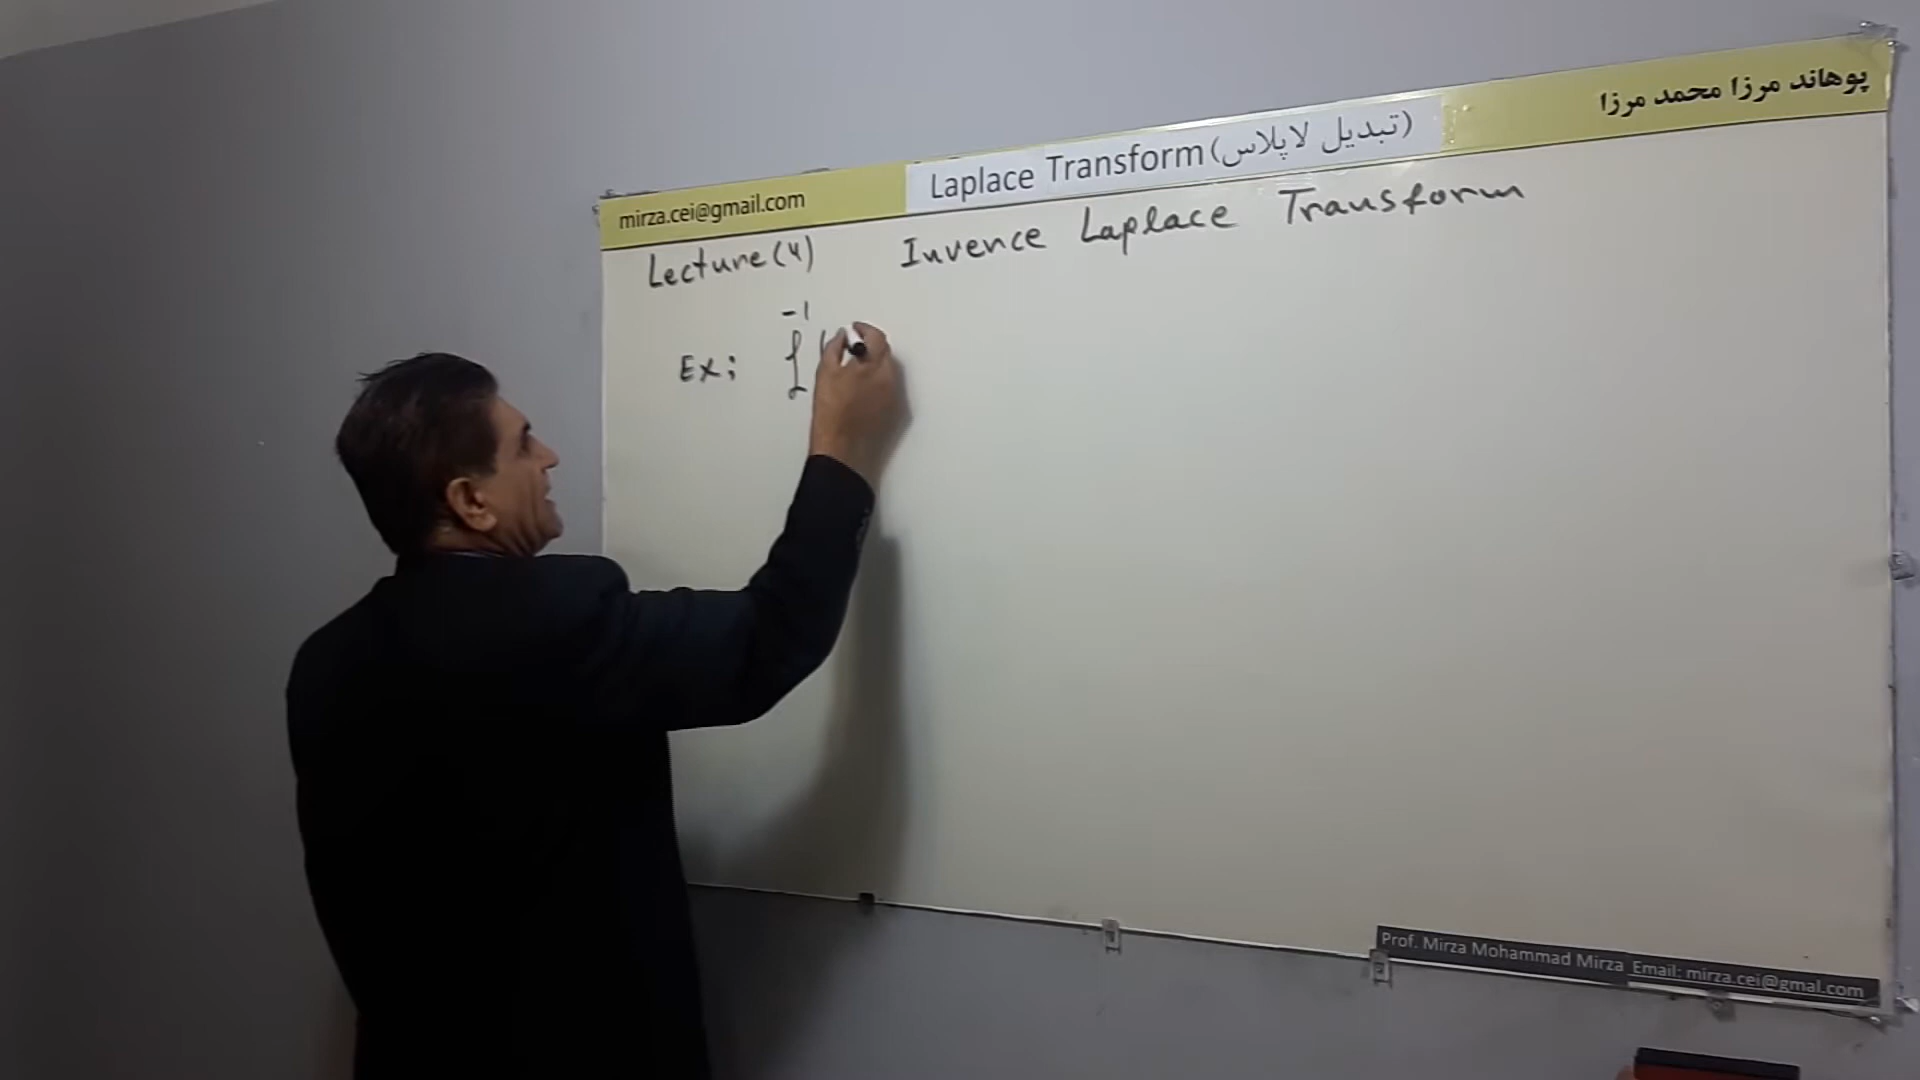 پوهاند مرزا محمد مرزا
Laplace Transform (تبدیل لاپلاس)
mirza.cei@gmail.com
Lecture (4) Invence Laplace Transform
-1
Ex; £ {
Prof. Mirza Mohammad Mirza Email: mirza.cei@gmal.com